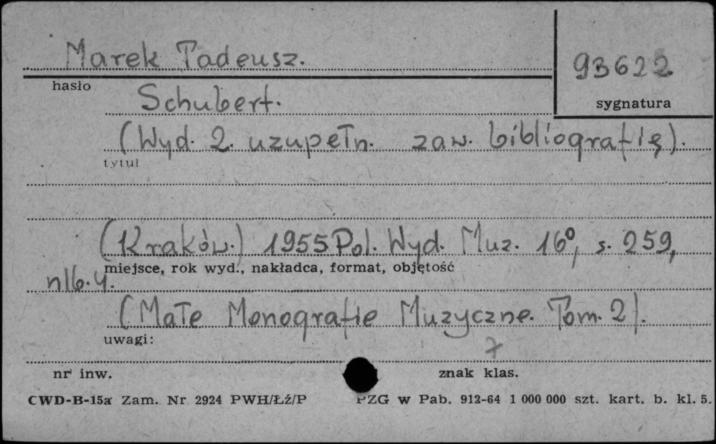 Marek Tadeusz.
93622
hasło
sygnatura
Schubert.
(Wyd. 2. uzupełn. zaw. bibliografię).
tytuł
(Kraków.) 1955 Pol. Wyd. Muz. 16°, s. 259,
miejsce, rok wyd., nakładca, format, objętość
nlb. 4.
(Małe Monografie Muzyczne. Tom. 2).
uwagi:
7
nr inw.
znak klas.
CWD-B-15a Zam. Nr 2924 PWH/Łź/P
PZG w Pab. 912-64 1 000 000 szt. kart. b. kl. 5.